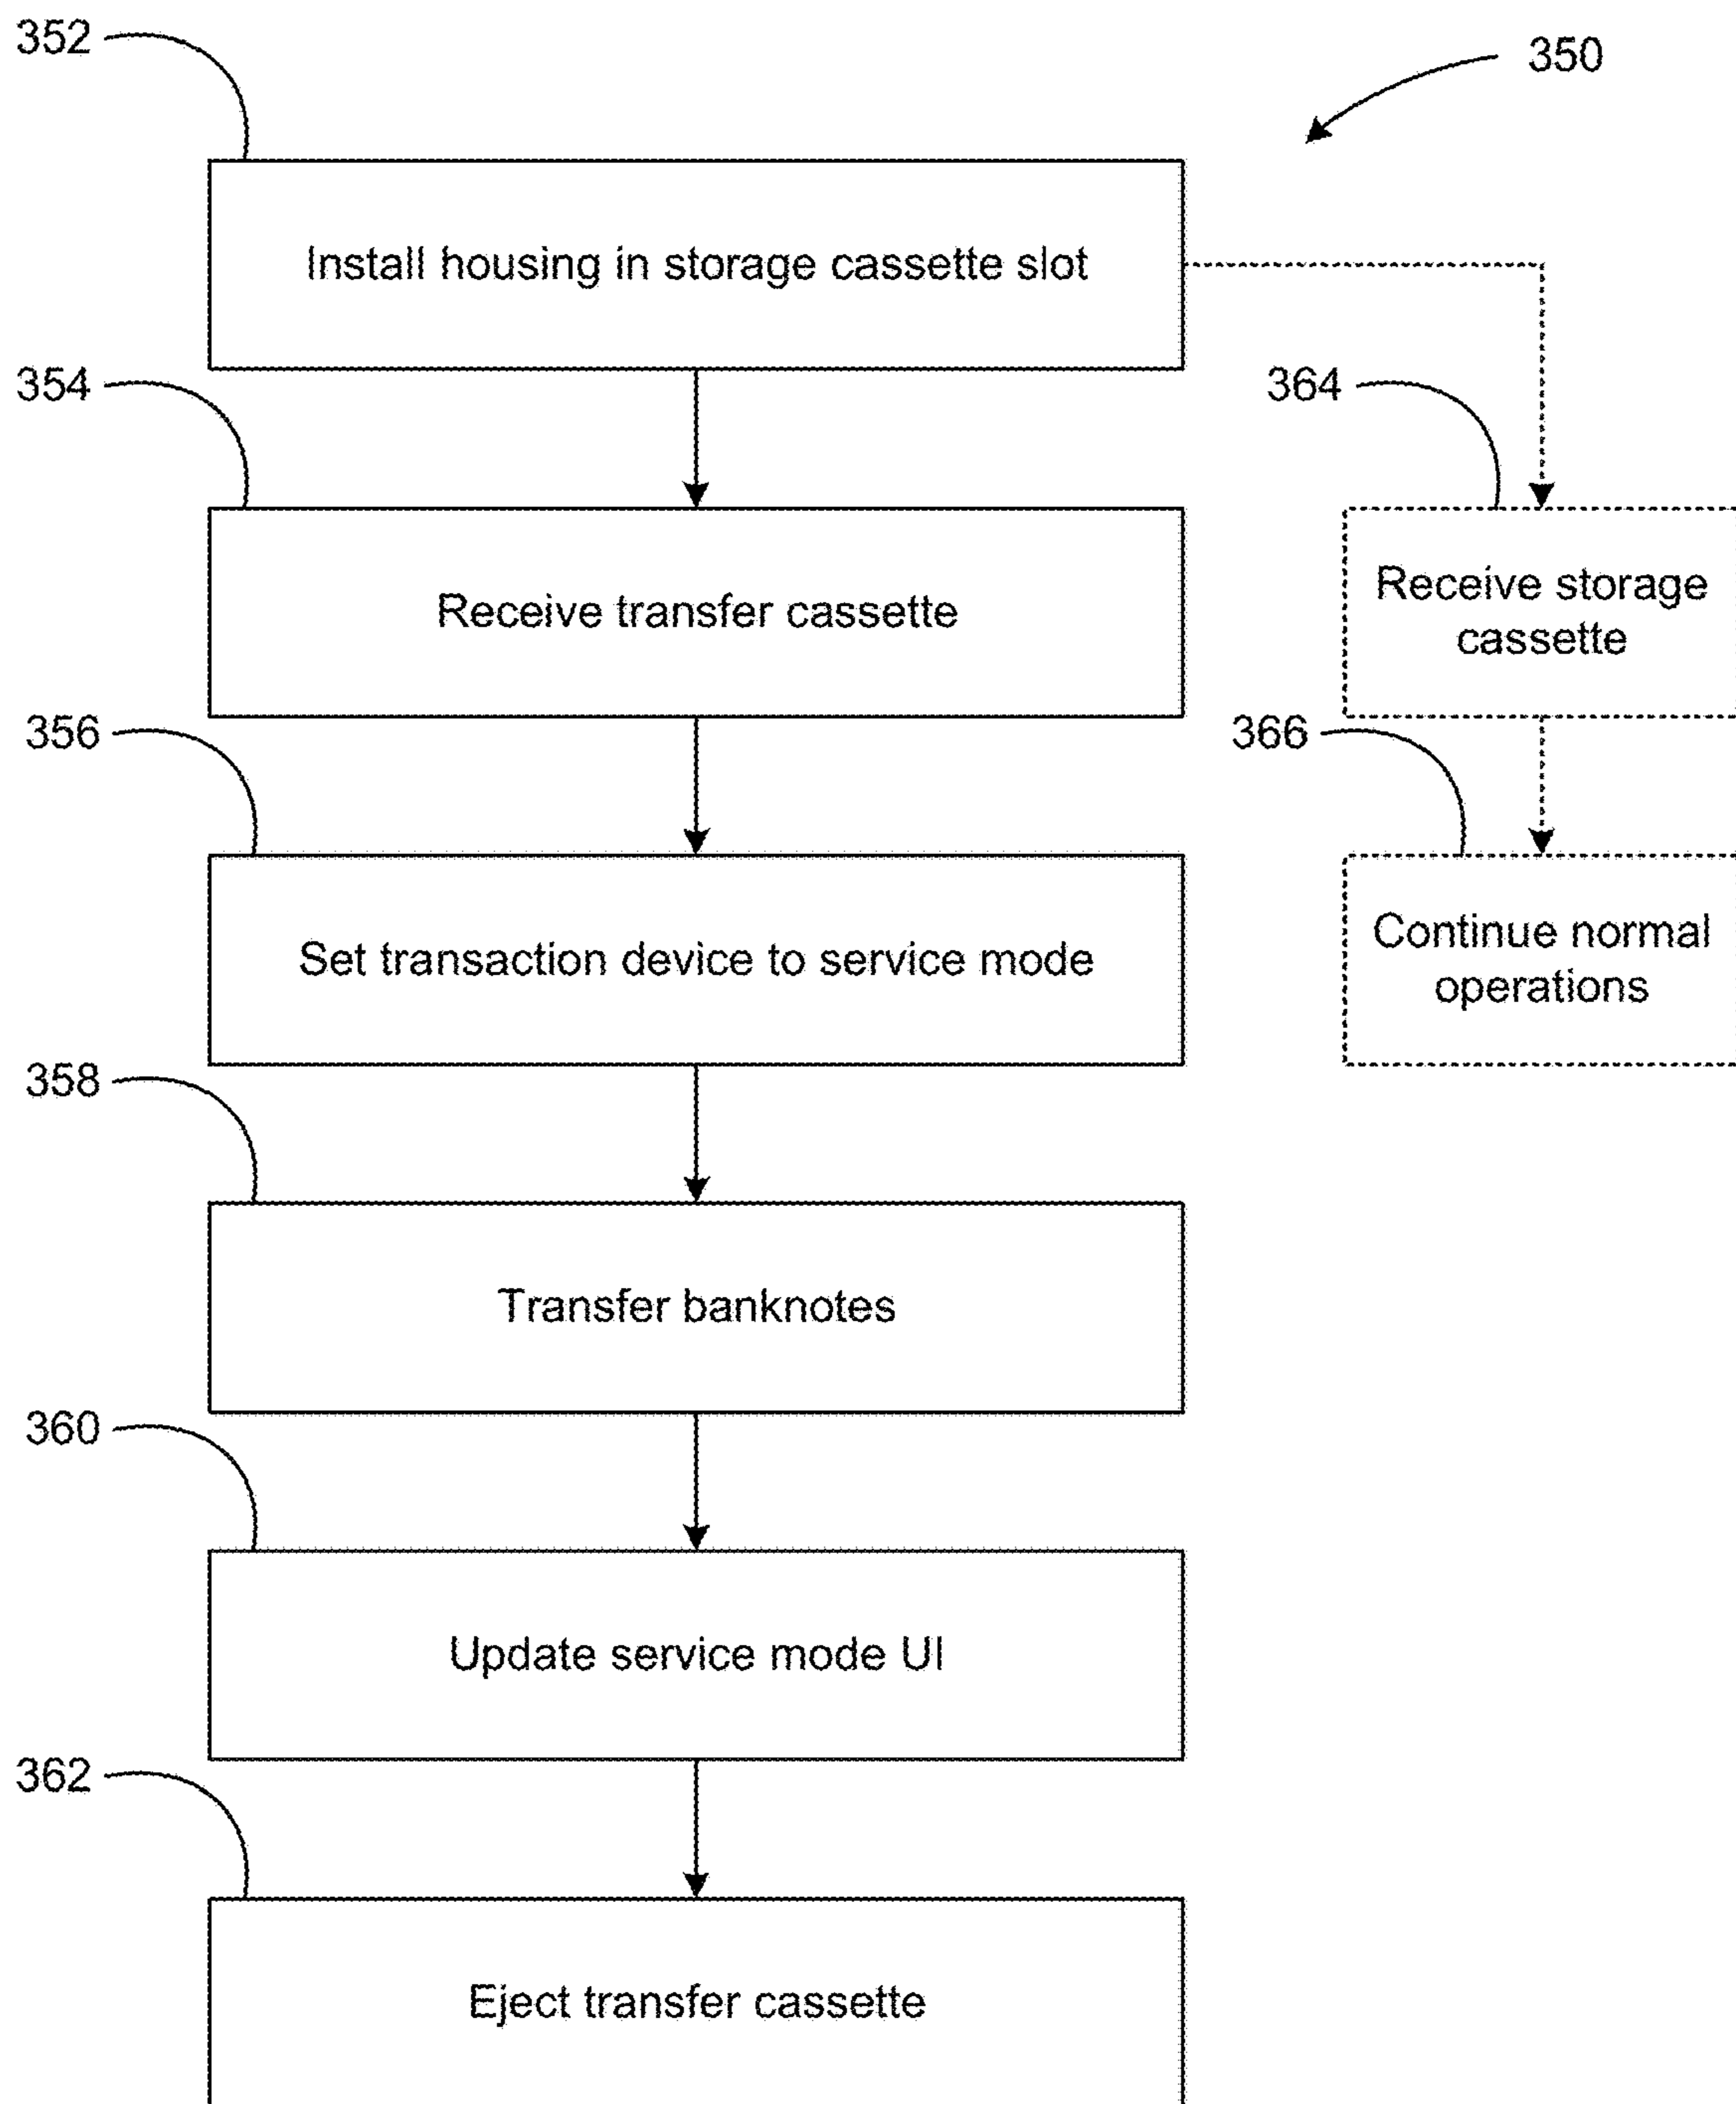 352
350
Install housing in storage cassette slot
354
364
Receive transfer cassette
Receive storage
cassette
356
366
Set transaction device to service mode
Continue normal
operations
358
Transfer banknotes
360
Update service mode UI
362
Eject transfer cassette